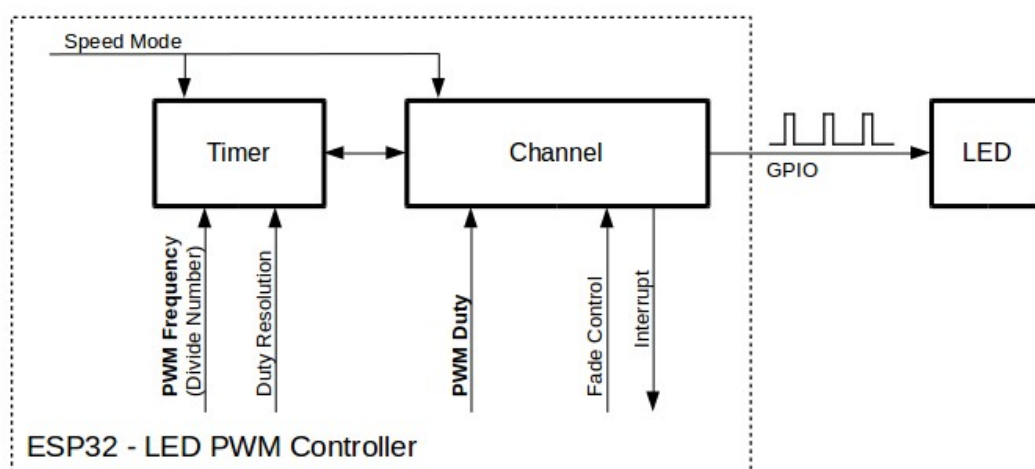 Speed Mode
Timer
Channel
LED
GPIO
PWM Frequency
(Divide Number)
Duty Resolution
PWM Duty
Fade Control
Interrupt
ESP32 - LED PWM Controller